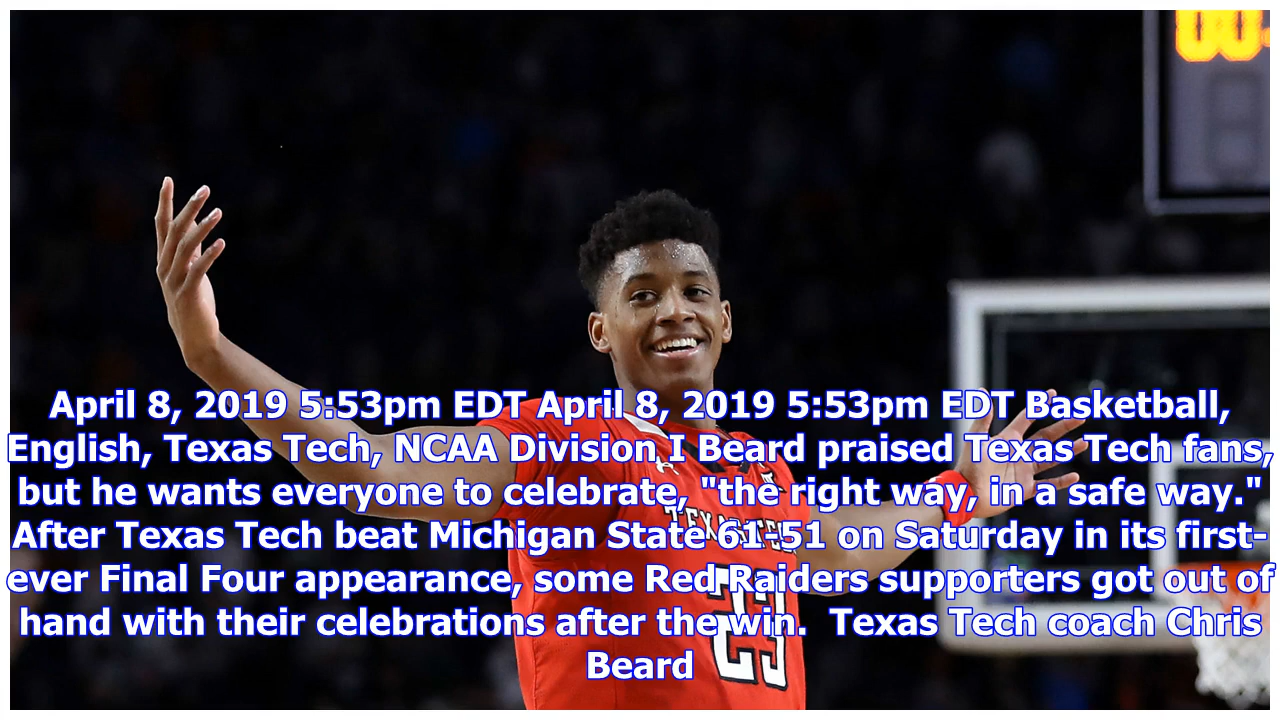 00.
April 8, 2019 5:53pm EDT April 8, 2019 5:53pm EDT Basketball,
English, Texas Tech, NCAA Division I Beard praised Texas Tech fans,
but he wants everyone to celebrate, "the right way, in a safe way."
After Texas Tech beat Michigan State 61-51 on Saturday in its first-
ever Final Four appearance, some Red Raiders supporters got out of
hand with their celebrations after the win.  Texas Tech coach Chris
Beard
23